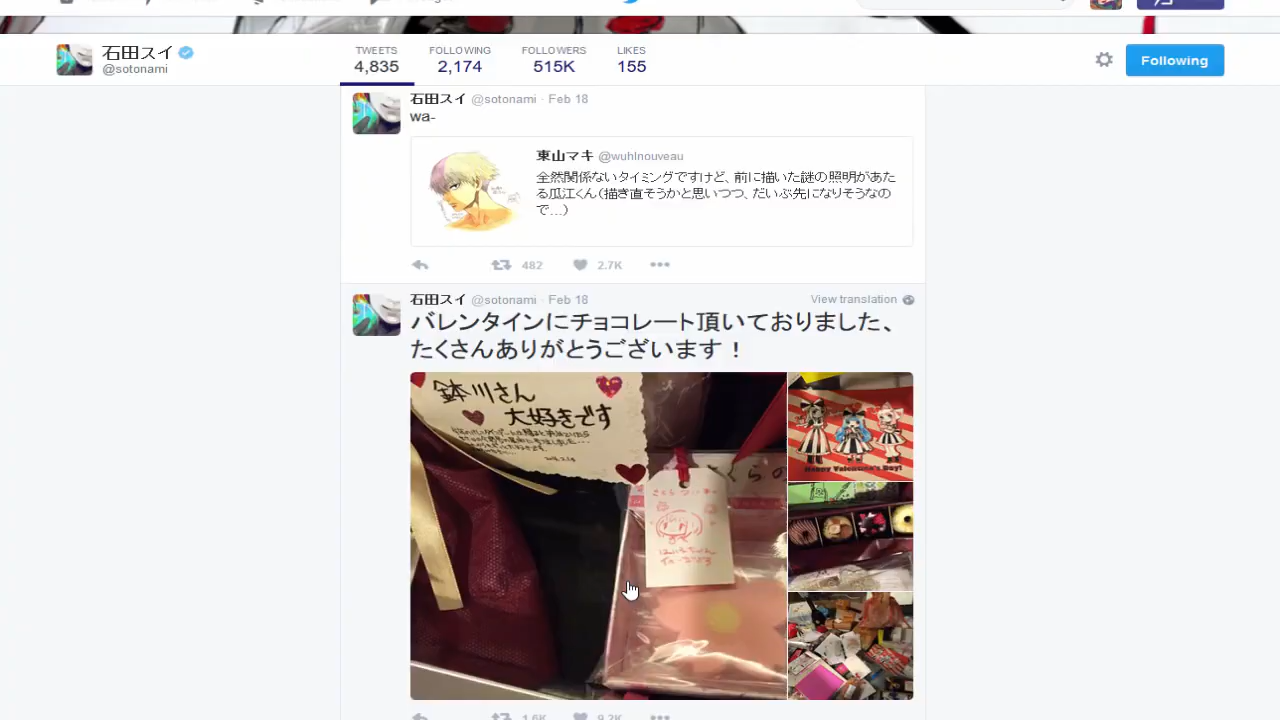 石田スイ
@sotonami
TWEETS
4,835
FOLLOWING
2,174
FOLLOWERS
515K
LIKES
155
Following
石田スイ @sotonami · Feb 18
wa-
東山マキ @wuhlnouveau
全然関係ないタイミングですけど、前に描いた謎の照明があた
る瓜江くん（描き直そうかと思いつつ、だいぶ先になりそうなの
で…）
482
2.7K
石田スイ @sotonami · Feb 18
View translation
バレンタインにチョコレート頂いておりました、
たくさんありがとうございます！
鉢川さん
大好きです
Happy Valentine's Day!
1.6K
9.2K